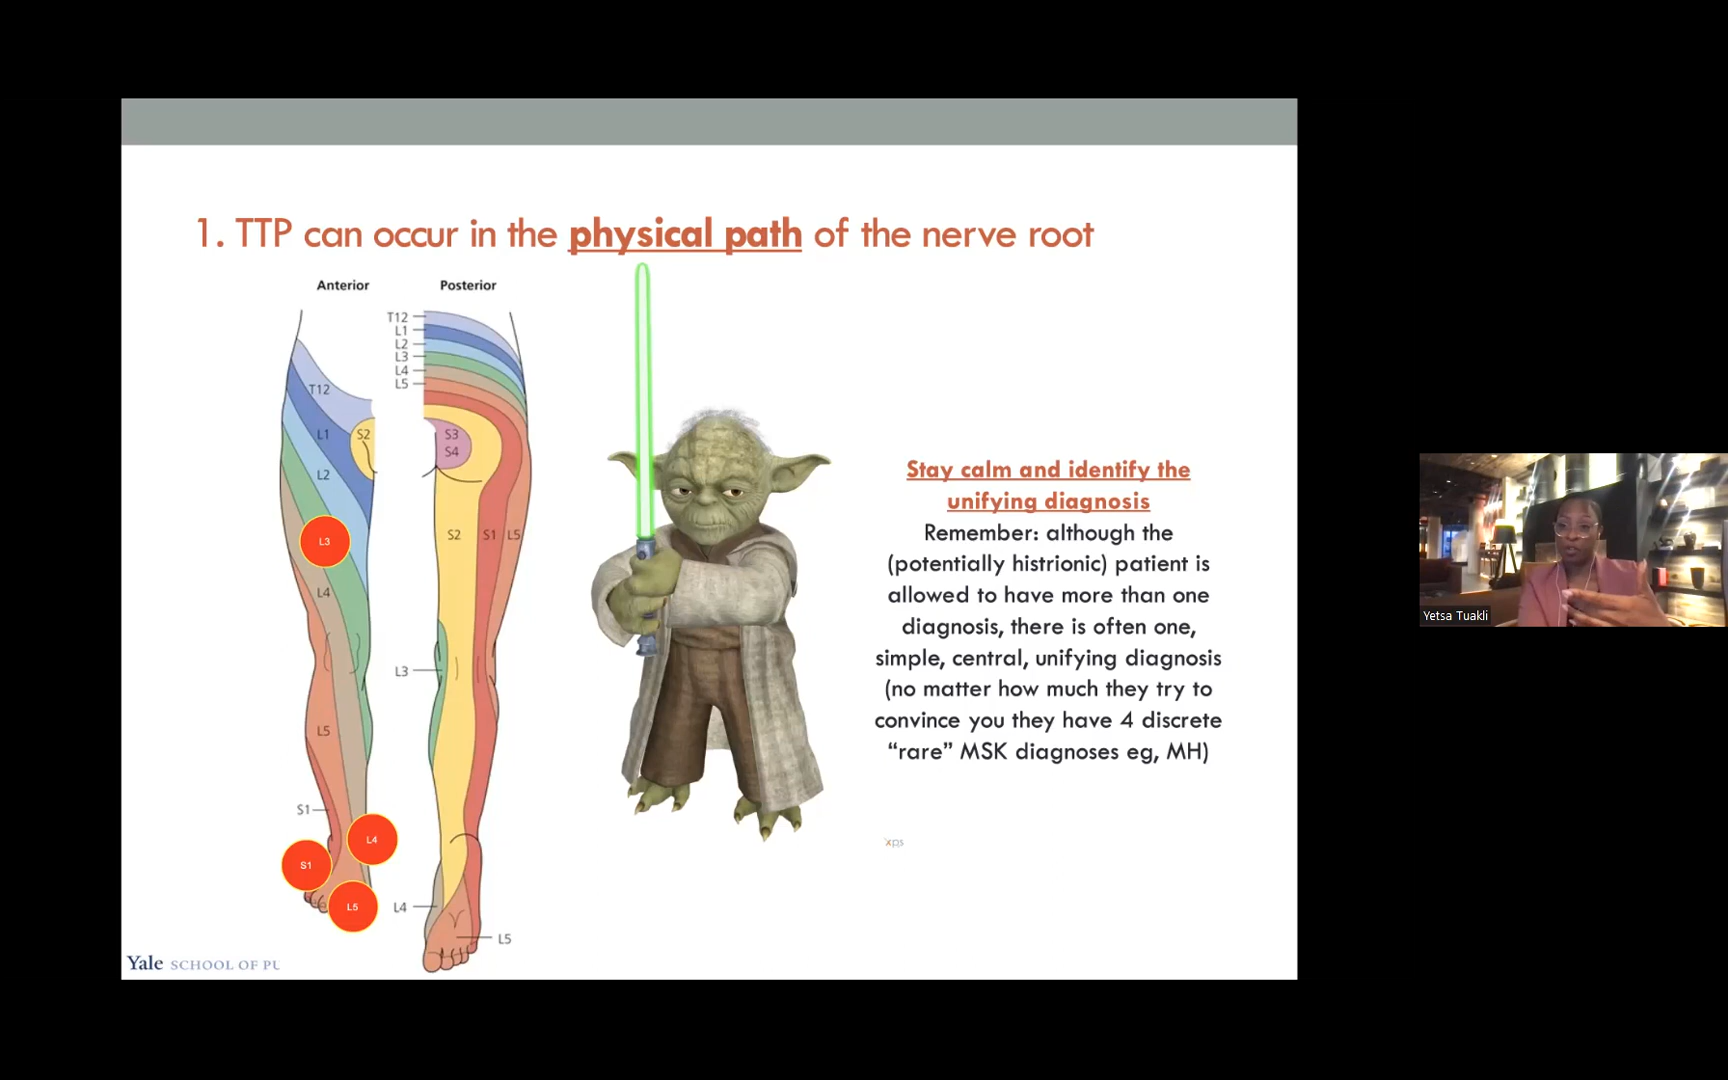 1. TTP can occur in the physical path of the nerve root
Anterior
Posterior
T12
L1
L2
L3
L4
L5
T12
L1
S2
L2
S3
S4
L3
S2
S1
L5
L4
L3
L5
S1
L4
S1
L5
L4
L5
Stay calm and identify the
unifying diagnosis
Remember: although the
(potentially histrionic) patient is
allowed to have more than one
diagnosis, there is often one,
simple, central, unifying diagnosis
(no matter how much they try to
convince you they have 4 discrete
“rare” MSK diagnoses eg, MH)
xps
Yale SCHOOL OF PU
Yetsa Tuakli